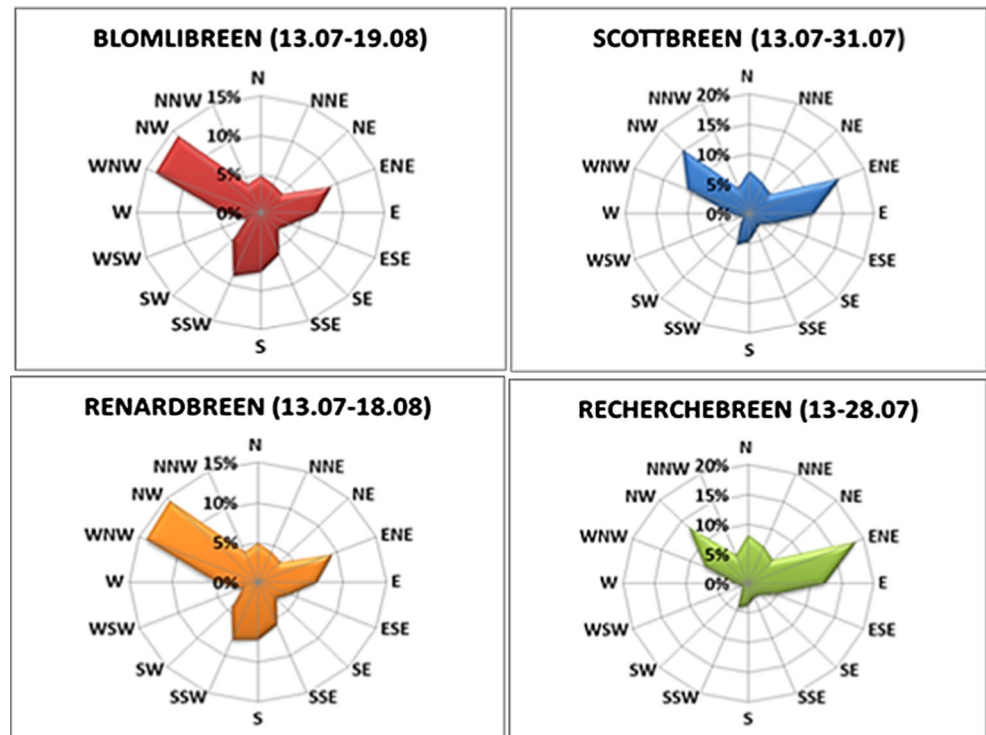 BLOMLIBREEN (13.07-19.08)
N
NNW 15% NNE
NW NE
10%
WNW ENE
5%
W 0% E
WSW ESE
SW SE
SSW SSE
S
SCOTTBREEN (13.07-31.07)
N
NNW 20% NNE
NW 15% NE
10%
WNW ENE
5%
W 0% E
WSW ESE
SW SE
SSW SSE
S
RENARDBREEN (13.07-18.08)
N
NNW 15% NNE
NW NE
10%
WNW ENE
5%
W 0% E
WSW ESE
SW SE
SSW SSE
S
RECHERCHEBREEN (13-28.07)
N
NNW 20% NNE
NW 15% NE
10%
WNW ENE
5%
W 0% E
WSW ESE
SW SE
SSW SSE
S